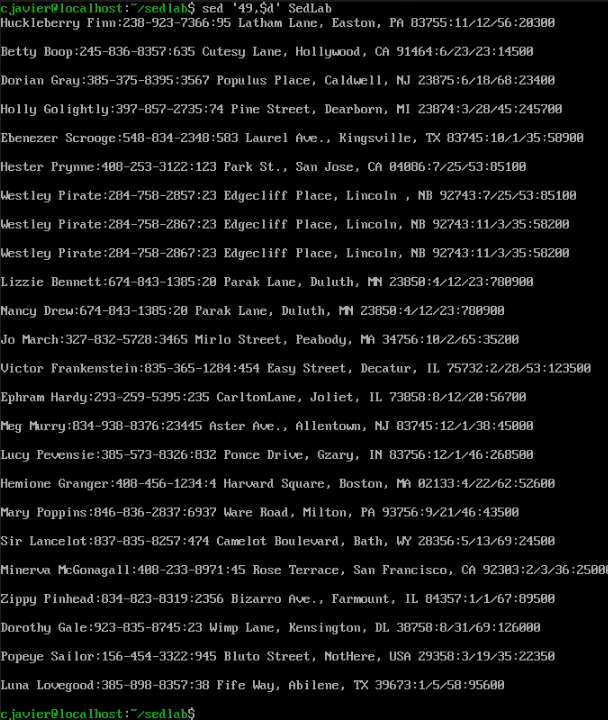 cjavier@localhost:~/sedlab$ sed '49,$d' SedLab
Huckleberry Finn:238-923-7366:95 Latham Lane, Easton, PA 83755:11/12/56:20300
Betty Boop:245-836-8357:635 Cutesy Lane, Hollywood, CA 91464:6/23/23:14500
Dorian Gray:385-375-8395:3567 Populus Place, Caldwell, NJ 23875:6/18/68:23400
Holly Golightly:397-857-2735:74 Pine Street, Dearborn, MI 23874:3/28/45:245700
Ebenezer Scrooge:548-834-2348:583 Laurel Ave., Kingsville, TX 83745:10/1/35:58900
Hester Prynne:408-253-3122:123 Park St., San Jose, CA 04086:7/25/53:85100
Westley Pirate:284-758-2857:23 Edgecliff Place, Lincoln , NB 92743:7/25/53:85100
Westley Pirate:284-758-2867:23 Edgecliff Place, Lincoln, NB 92743:11/3/35:58200
Westley Pirate:284-758-2867:23 Edgecliff Place, Lincoln, NB 92743:11/3/35:58200
Lizzie Bennett:674-843-1385:20 Parak Lane, Duluth, MN 23850:4/12/23:780900
Nancy Drew:674-843-1385:20 Parak Lane, Duluth, MN 23850:4/12/23:780900
Jo March:327-832-5728:3465 Mirlo Street, Peabody, MA 34756:10/2/65:35200
Victor Frankenstein:835-365-1284:454 Easy Street, Decatur, IL 75732:2/28/53:123500
Ephram Hardy:293-259-5395:235 CarltonLane, Joliet, IL 73858:8/12/20:56700
Meg Murry:834-938-8376:23445 Aster Ave., Allentown, NJ 83745:12/1/38:45000
Lucy Pevensie:385-573-8326:832 Ponce Drive, Gzary, IN 83756:12/1/46:268500
Hemione Granger:408-456-1234:4 Harvard Square, Boston, MA 02133:4/22/62:52600
Mary Poppins:846-836-2837:6937 Ware Road, Milton, PA 93756:9/21/46:43500
Sir Lancelot:837-835-8257:474 Camelot Boulevard, Bath, WY 28356:5/13/69:24500
Minerva McGonagall:408-233-8971:45 Rose Terrace, San Francisco, CA 92303:2/3/36:25000
Zippy Pinhead:834-823-8319:2356 Bizarro Ave., Farmount, IL 84357:1/1/67:89500
Dorothy Gale:923-835-8745:23 Wimp Lane, Kensington, DL 38758:8/31/69:126000
Popeye Sailor:156-454-3322:945 Bluto Street, NotHere, USA 29358:3/19/35:22350
Luna Lovegood:385-898-8357:38 Fife Way, Abilene, TX 39673:1/5/58:95600
cjavier@localhost:~/sedlab$